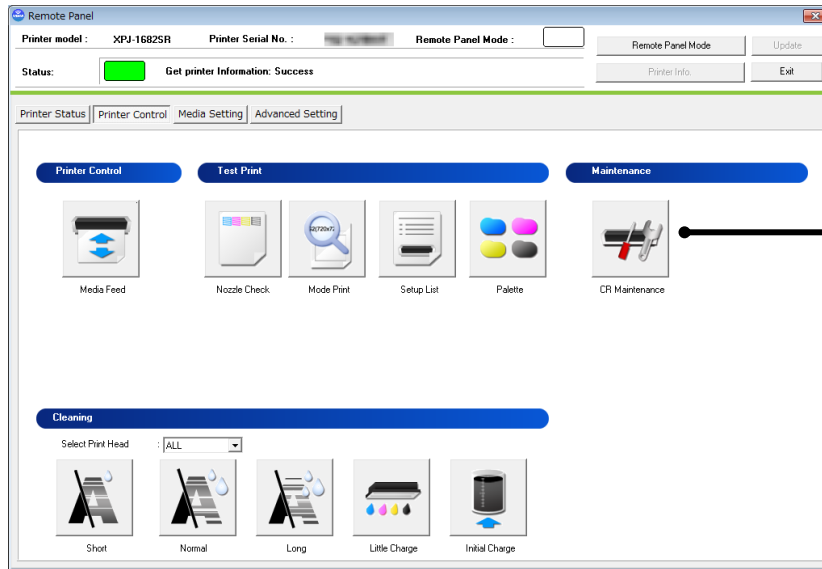 Remote Panel
Printer model : XPJ-1682SR Printer Serial No. : Remote Panel Mode :
Remote Panel Mode Update
Status: Get printer Information: Success
Printer Info. Exit
Printer Status Printer Control Media Setting Advanced Setting
Printer Control Test Print Maintenance
Media Feed Nozzle Check Mode Print Setup List Palette CR Maintenance
Cleaning
Select Print Head : ALL
Short Normal Long Little Charge Initial Charge